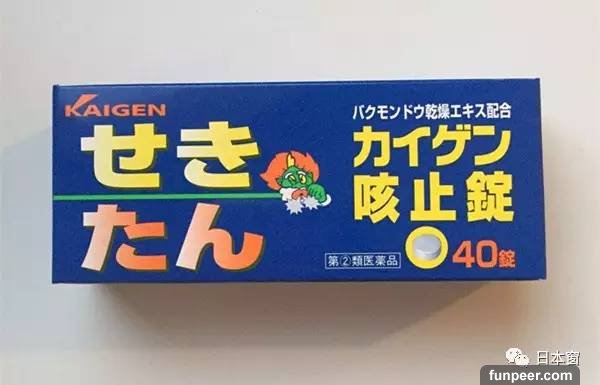 KAIGEN
せき
たん
バクモンドウ乾燥エキス配合
カイゲン
咳止錠
指②類医薬品
40錠
日本窗
funpeer.com